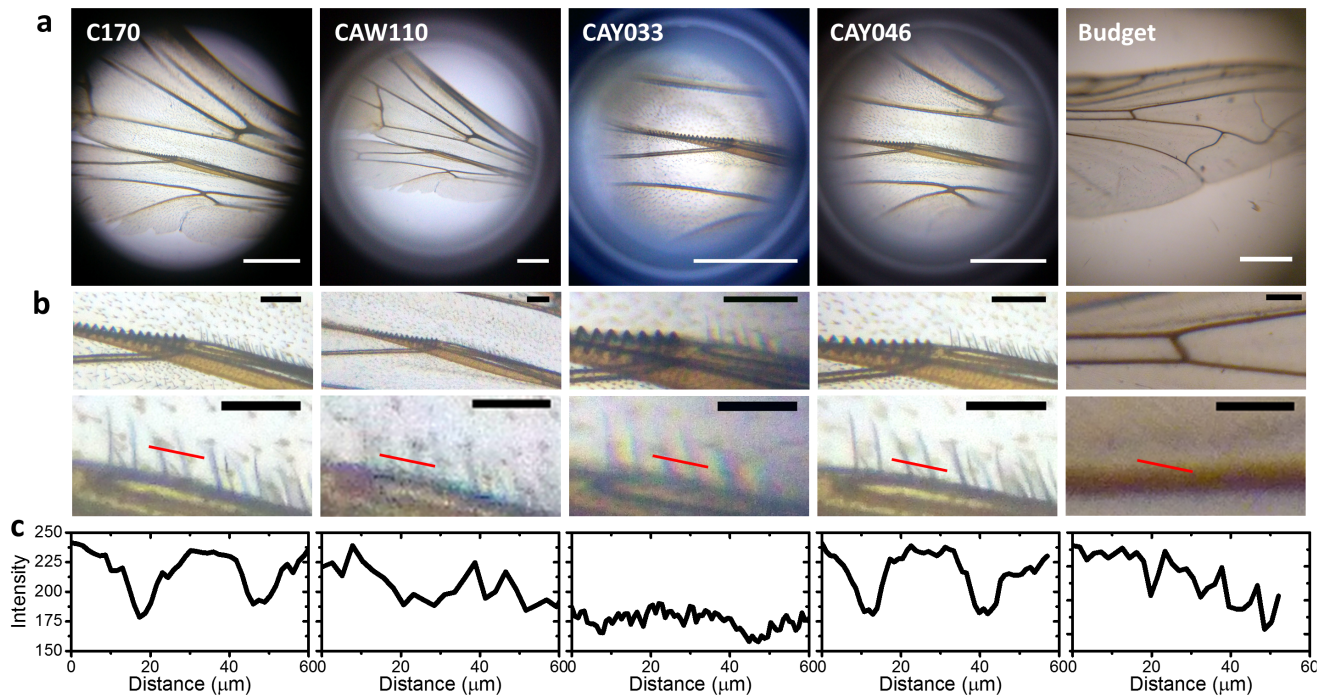 a
C170 CAW110 CAY033 CAY046 Budget
b
c
250
225
200
175
150
Intensity
0 20 40 60 0 20 40 60 0 20 40 60 0 20 40 60 0 20 40 60
Distance (μm) Distance (μm) Distance (μm) Distance (μm) Distance (μm)